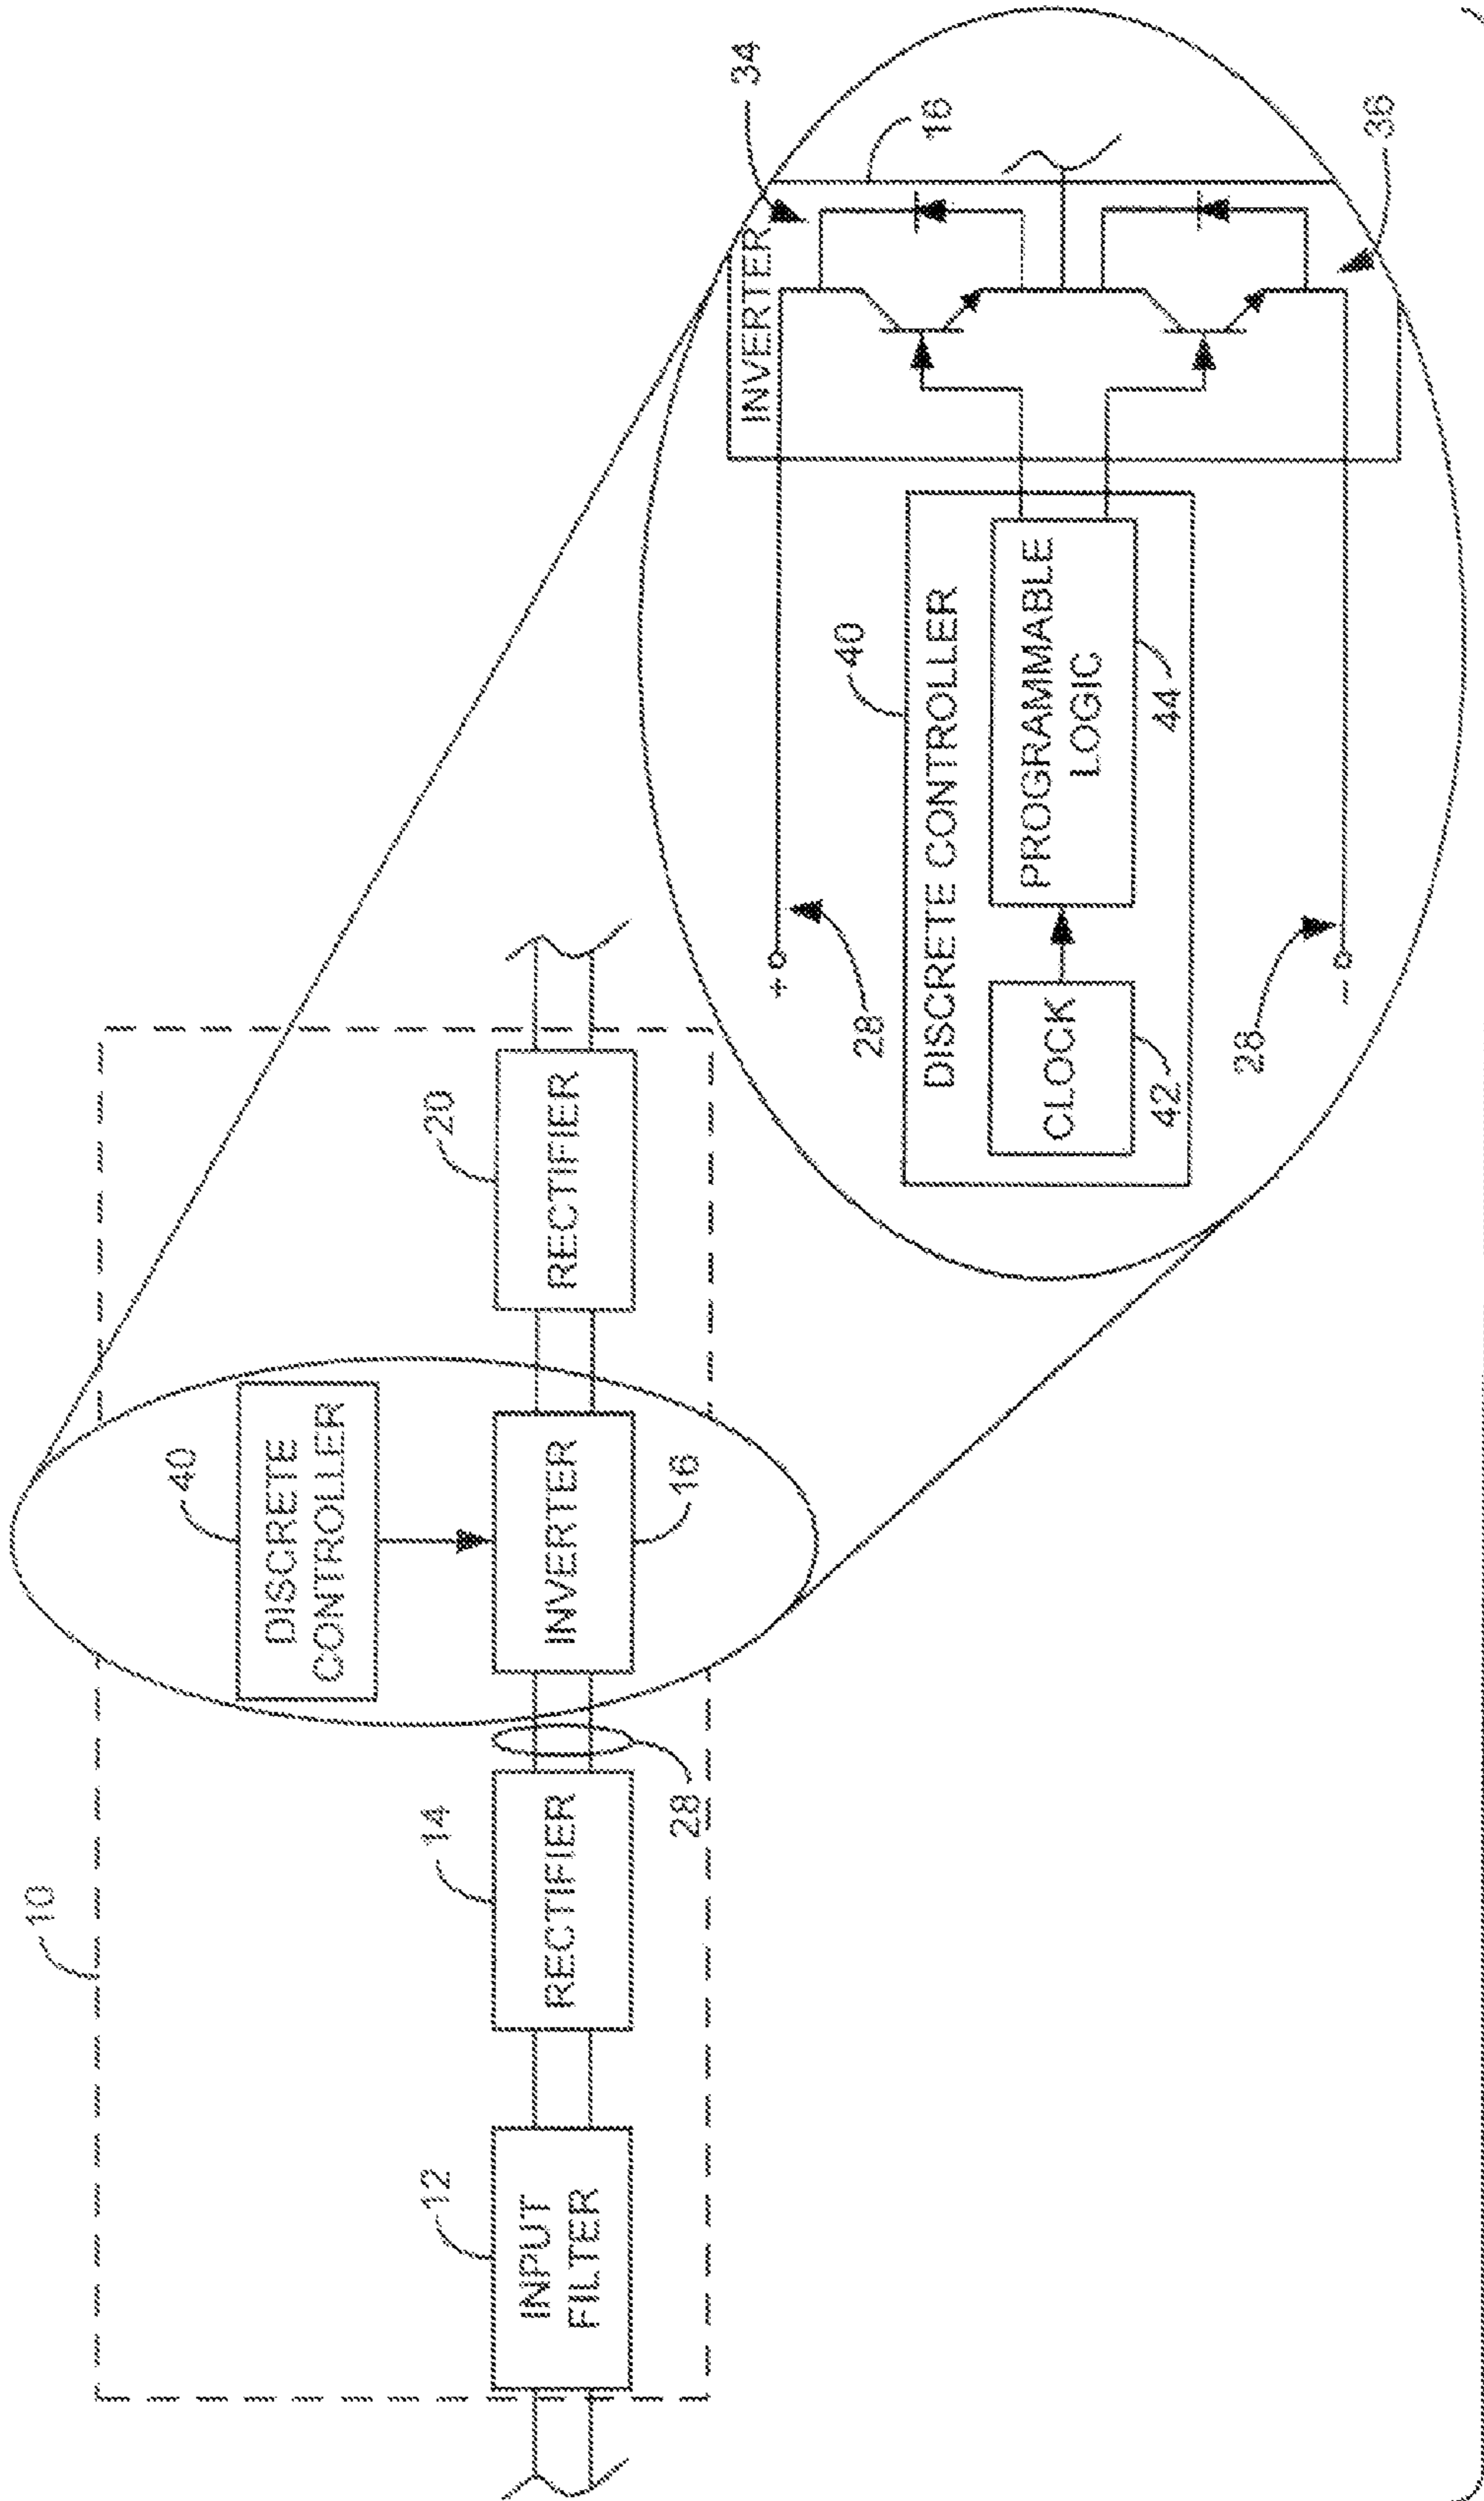 10
12
INPUT
FILTER
14
RECTIFIER
28
40
DISCRETE
CONTROLLER
INVERTER
16
20
RECTIFIER
34
INVERTER
16
36
+
28
40
DISCRETE CONTROLLER
CLOCK
42
PROGRAMMABLE
LOGIC
44
28
-